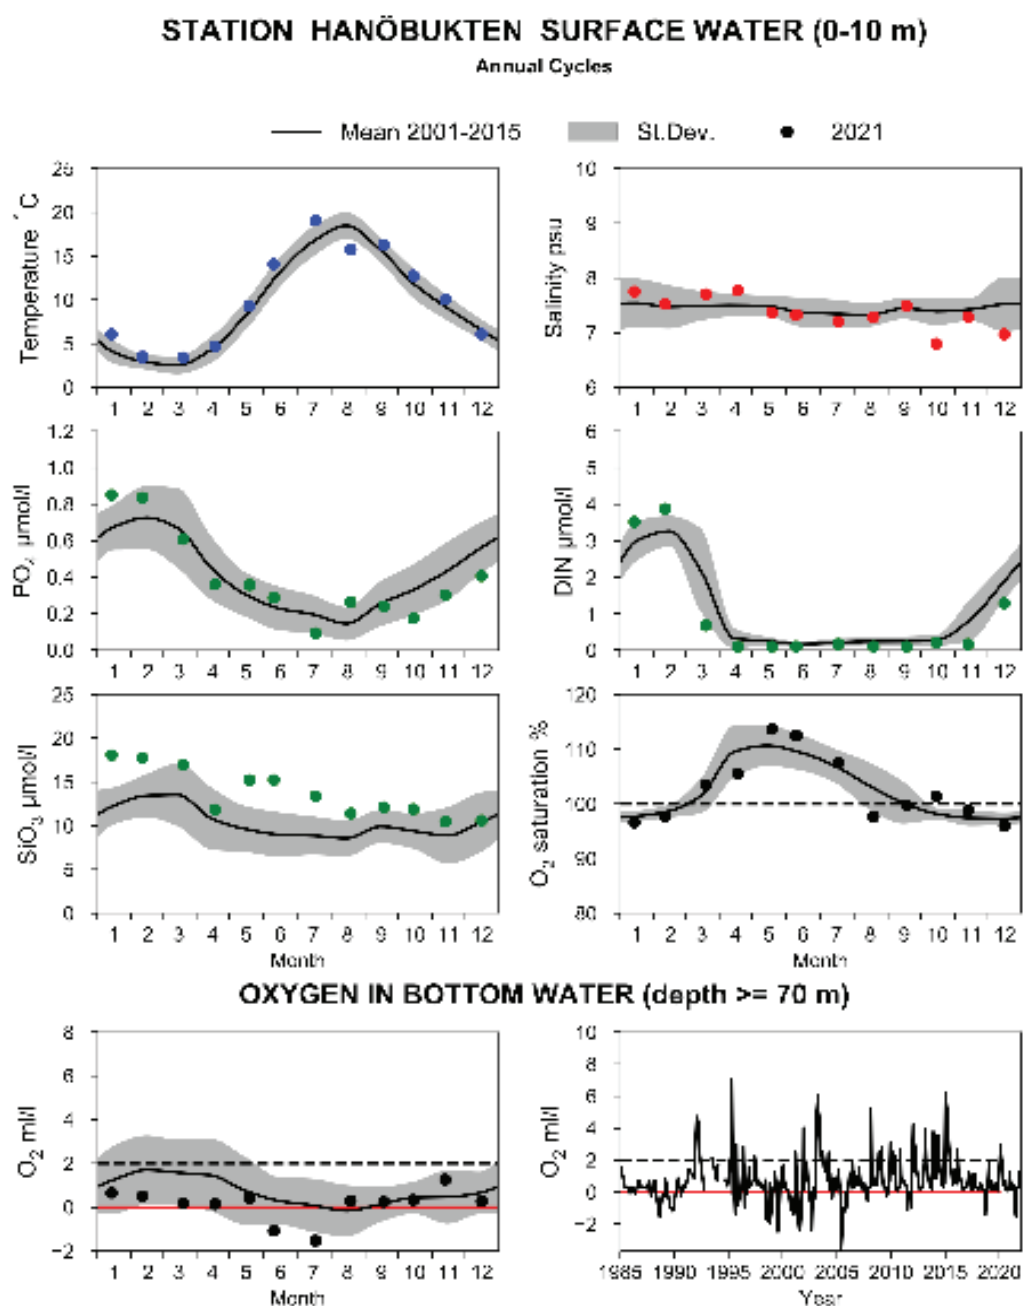 STATION HANÖBUKTEN SURFACE WATER (0-10 m)
Annual Cycles
Mean 2001-2015 St.Dev. 2021
Temperature °C
25
20
15
10
5
0
1 2 3 4 5 6 7 8 9 10 11 12
Salinity psu
10
9
8
7
6
1 2 3 4 5 6 7 8 9 10 11 12
PO₄ µmol/l
1.2
1.0
0.8
0.6
0.4
0.2
0.0
1 2 3 4 5 6 7 8 9 10 11 12
DIN µmol/l
6
5
4
3
2
1
0
1 2 3 4 5 6 7 8 9 10 11 12
SiO₃ µmol/l
25
20
15
10
5
0
1 2 3 4 5 6 7 8 9 10 11 12
Month
O₂ saturation %
120
110
100
90
80
1 2 3 4 5 6 7 8 9 10 11 12
Month
OXYGEN IN BOTTOM WATER (depth >= 70 m)
O₂ ml/l
8
6
4
2
0
−2
1 2 3 4 5 6 7 8 9 10 11 12
Month
O₂ ml/l
10
8
6
4
2
0
−2
1985 1990 1995 2000 2005 2010 2015 2020
Year